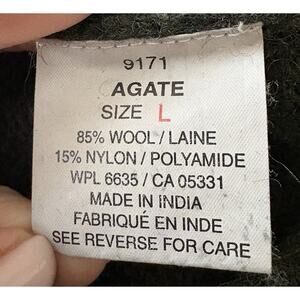 9171
AGATE
SIZE L
85% WOOL / LAINE
15% NYLON / POLYAMIDE
WPL 6635 / CA 05331
MADE IN INDIA
FABRIQUÉ EN INDE
SEE REVERSE FOR CARE